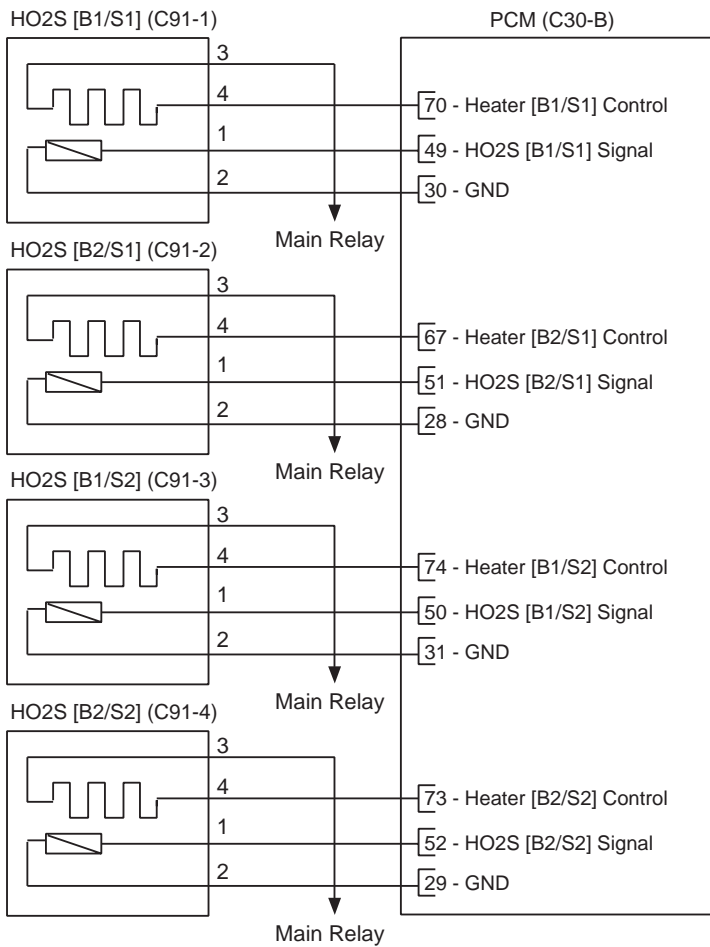 HO2S [B1/S1] (C91-1)
PCM (C30-B)
3
4
70 - Heater [B1/S1] Control
1
49 - HO2S [B1/S1] Signal
2
30 - GND
Main Relay
HO2S [B2/S1] (C91-2)
3
4
67 - Heater [B2/S1] Control
1
51 - HO2S [B2/S1] Signal
2
28 - GND
Main Relay
HO2S [B1/S2] (C91-3)
3
4
74 - Heater [B1/S2] Control
1
50 - HO2S [B1/S2] Signal
2
31 - GND
Main Relay
HO2S [B2/S2] (C91-4)
3
4
73 - Heater [B2/S2] Control
1
52 - HO2S [B2/S2] Signal
2
29 - GND
Main Relay